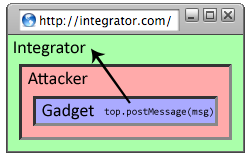 http://integrator.com/
Integrator
Attacker
Gadget top.postMessage(msg)